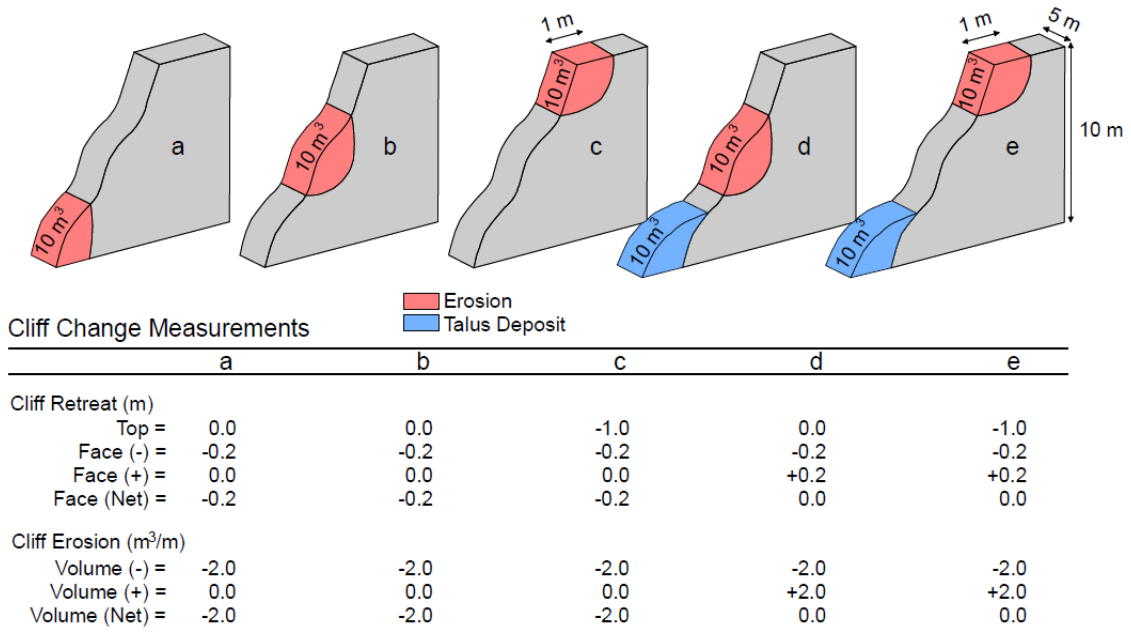 1 m
1 m
5 m
10 m³
10 m³
10 m³
10 m³
10 m³
10 m
a
b
c
d
e
10 m³
10 m³
Erosion
Talus Deposit
Cliff Change Measurements
a b c d e
Cliff Retreat (m)
Top = 0.0 0.0 -1.0 0.0 -1.0
Face (-) = -0.2 -0.2 -0.2 -0.2 -0.2
Face (+) = 0.0 0.0 0.0 +0.2 +0.2
Face (Net) = -0.2 -0.2 -0.2 0.0 0.0
Cliff Erosion (m³/m)
Volume (-) = -2.0 -2.0 -2.0 -2.0 -2.0
Volume (+) = 0.0 0.0 0.0 +2.0 +2.0
Volume (Net) = -2.0 -2.0 -2.0 0.0 0.0